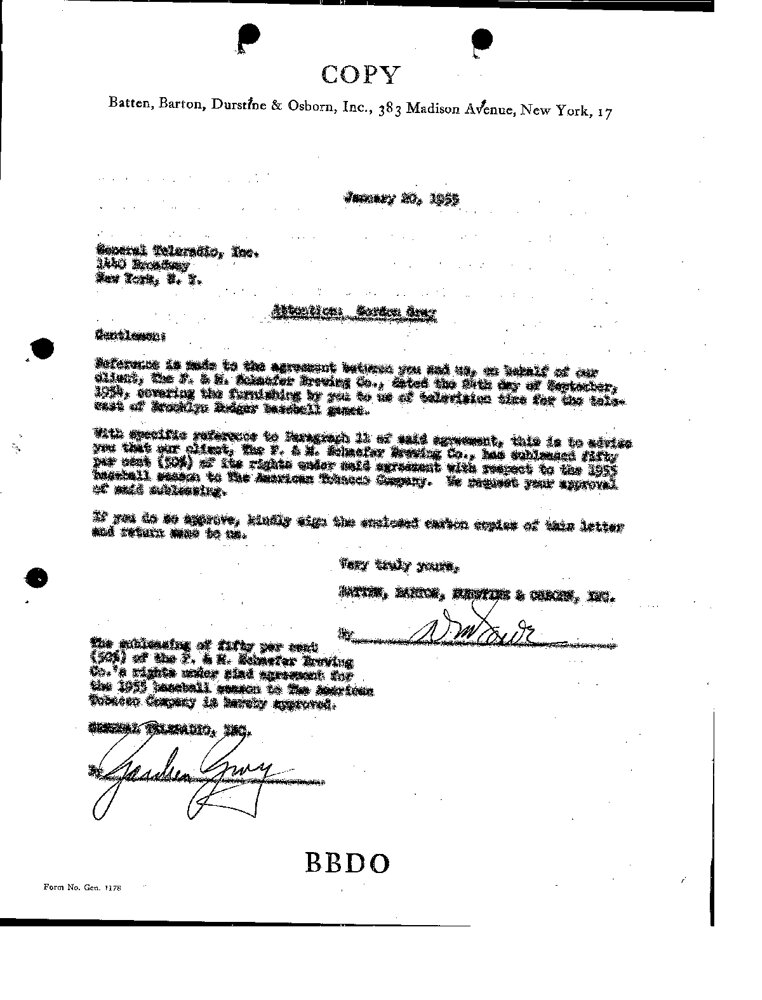 COPY
Batten, Barton, Durstine & Osborn, Inc., 383 Madison Avenue, New York, 17
January 20, 1955
General Teleradio, Inc.
1440 Broadway
New York, N. Y.
Attention: Gordon Gray
Gentlemen:
Reference is made to the agreement between you and us, on behalf of our
client, The F. & M. Schaefer Brewing Co., dated the 24th day of September,
1954, covering the furnishing by you to us of television time for the tele-
cast of Brooklyn Dodger baseball games.
With specific reference to Paragraph 11 of said agreement, this is to advise
you that our client, The F. & M. Schaefer Brewing Co., has subleased fifty
per cent (50%) of its rights under said agreement with respect to the 1955
baseball season to The American Tobacco Company. We request your approval
of said subleasing.
If you do so approve, kindly sign the enclosed carbon copies of this letter
and return same to us.
Very truly yours,
BATTEN, BARTON, DURSTINE & OSBORN, INC.
By
The subleasing of fifty per cent
(50%) of the F. & M. Schaefer Brewing
Co.'s rights under siad agreement for
the 1955 baseball season to The American
Tobacco Company is hereby approved.
GENERAL TELERADIO, INC.
By Gordon Gray
BBDO
Form No. Gen. 1178